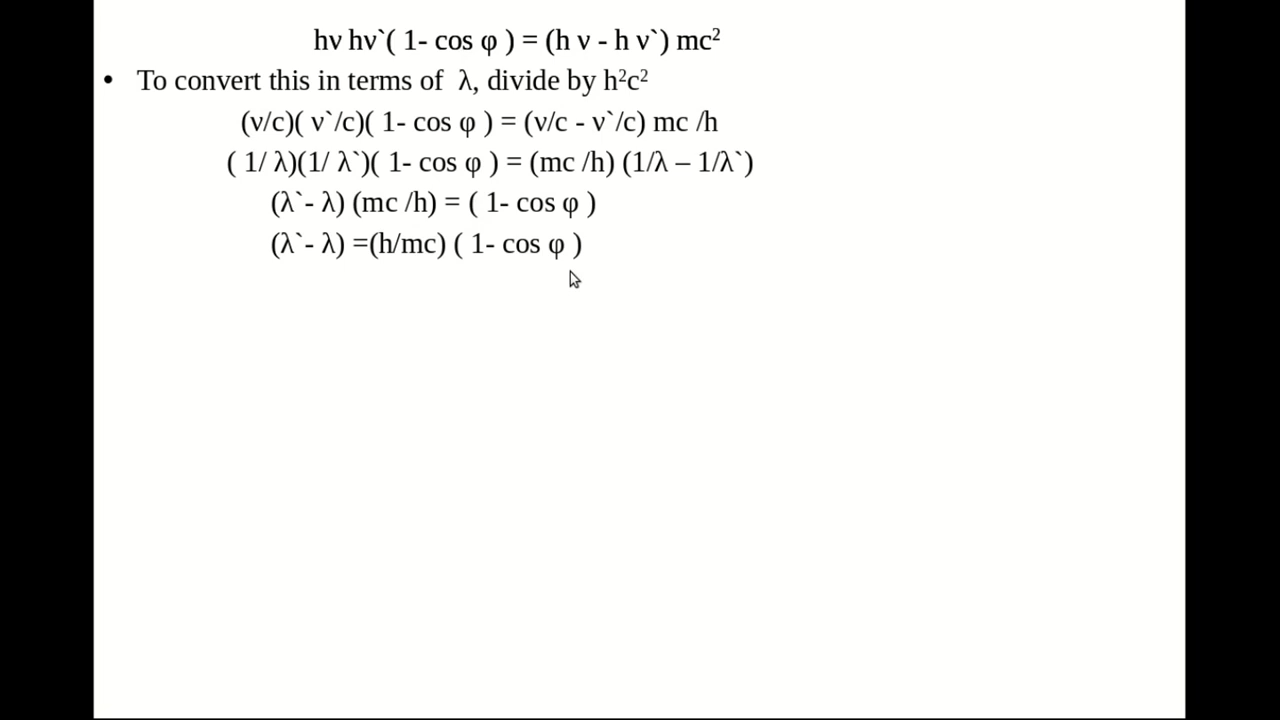 hν hν`( 1- cos φ ) = (h ν - h ν`) mc²
• To convert this in terms of λ, divide by h²c²
(ν/c)( ν`/c)( 1- cos φ ) = (ν/c - ν`/c) mc /h
( 1/ λ)(1/ λ`)( 1- cos φ ) = (mc /h) (1/λ – 1/λ`)
(λ`- λ) (mc /h) = ( 1- cos φ )
(λ`- λ) =(h/mc) ( 1- cos φ )